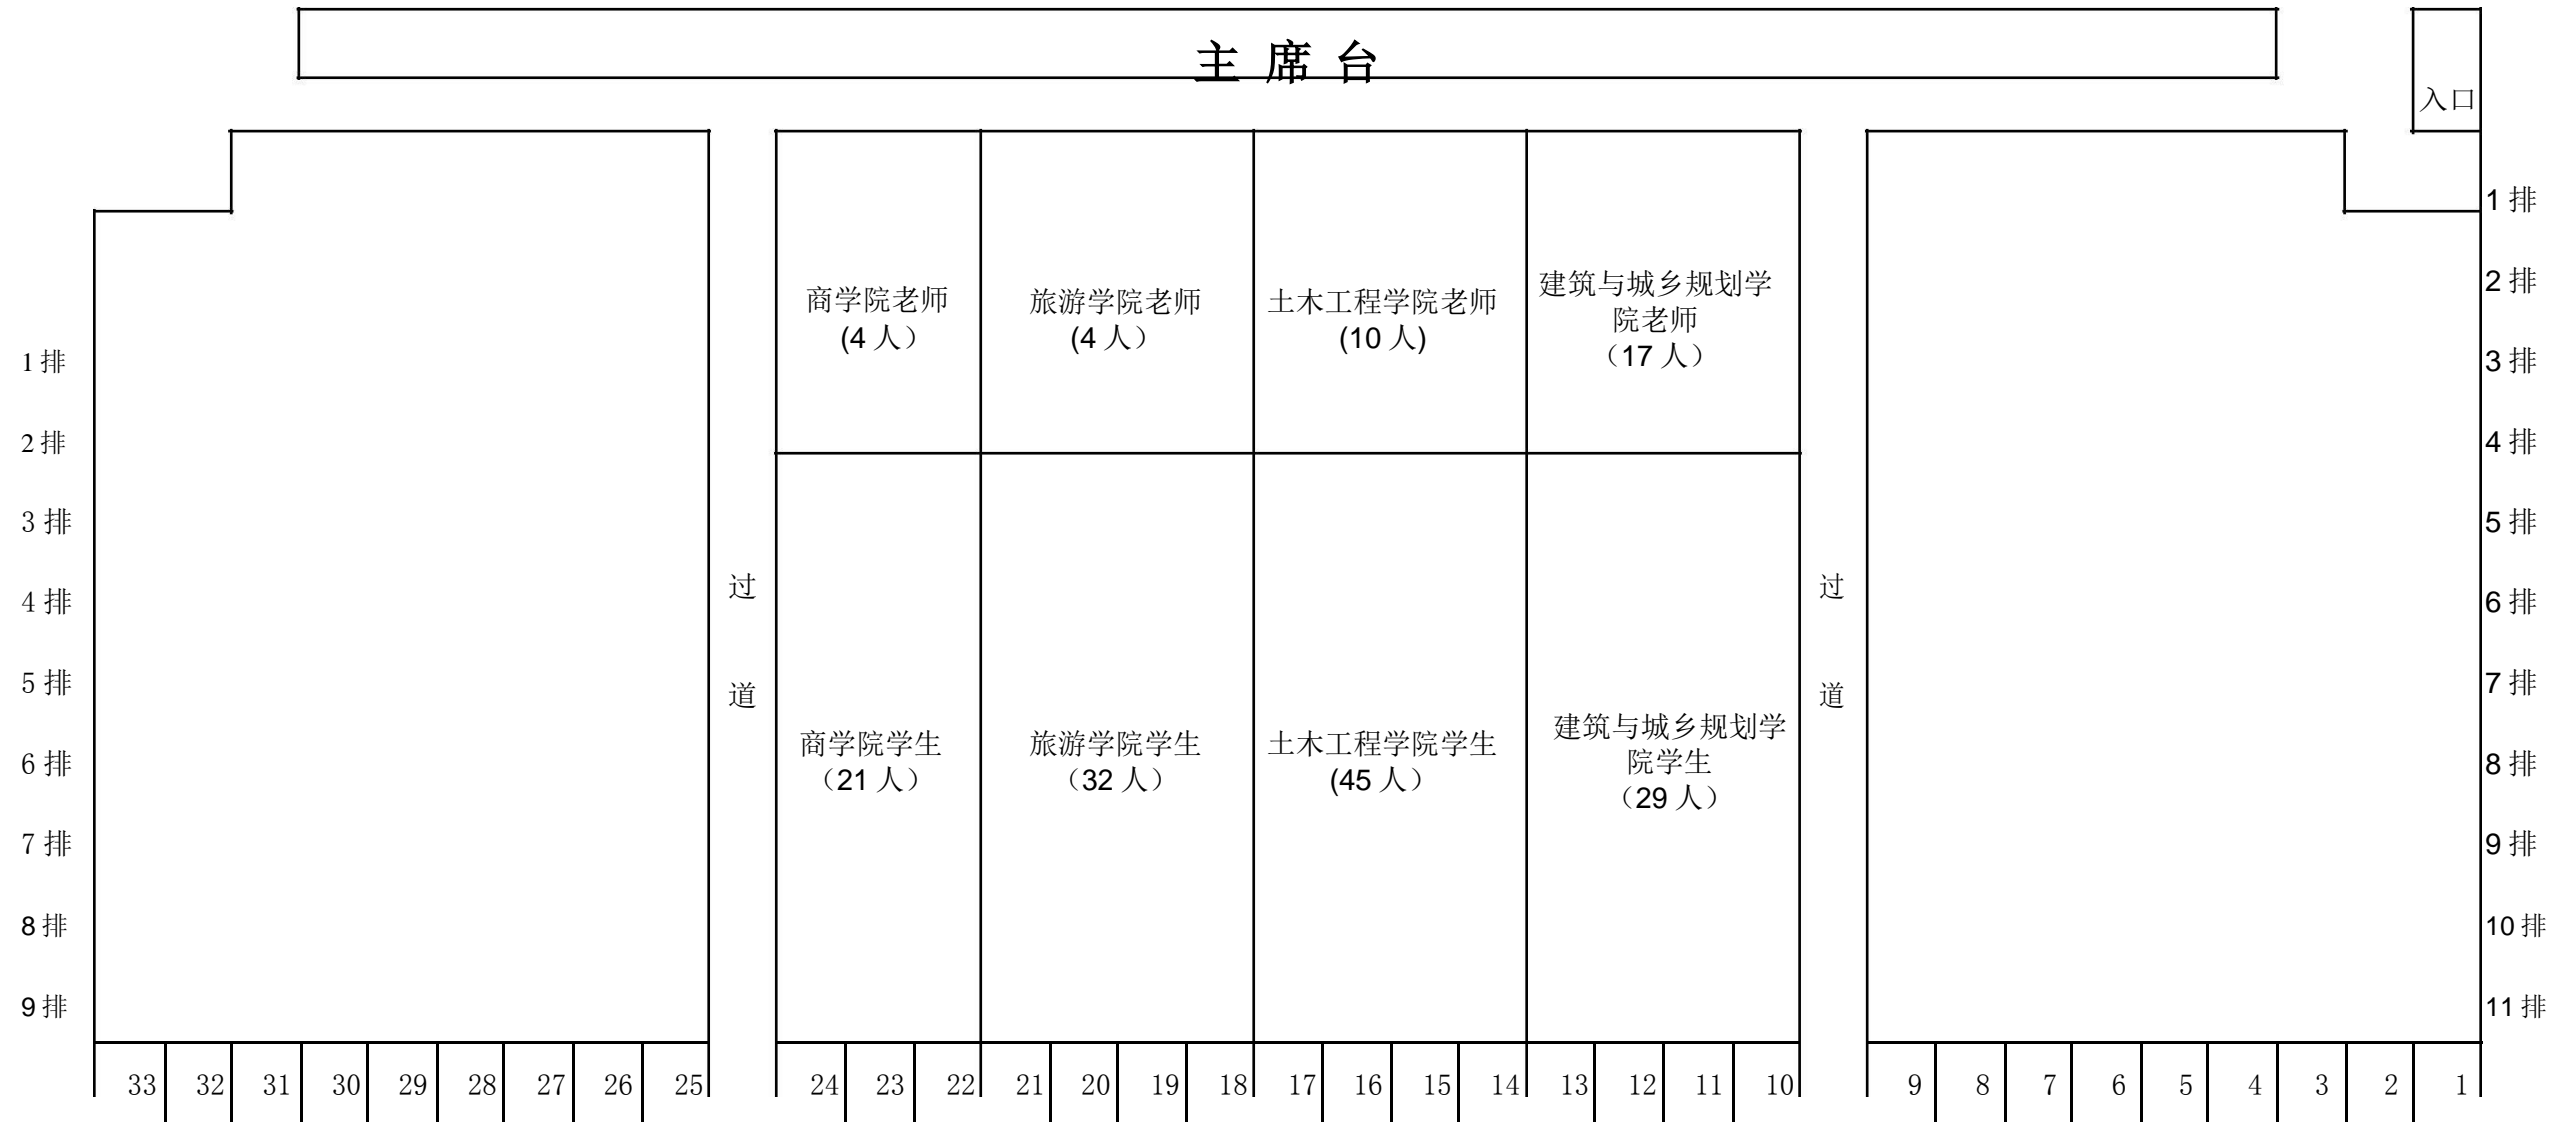 主 席 台
入口
商学院老师
(4 人）
旅游学院老师
(4 人）
土木工程学院老师
(10 人)
建筑与城乡规划学
院老师
（17 人）
1 排
2 排
3 排
4 排
5 排
6 排
7 排
8 排
9 排
过
道
商学院学生
（21 人）
旅游学院学生
（32 人）
土木工程学院学生
(45 人）
建筑与城乡规划学
院学生
（29 人）
过
道
1 排
2 排
3 排
4 排
5 排
6 排
7 排
8 排
9 排
10 排
11 排
33 32 31 30 29 28 27 26 25 24 23 22 21 20 19 18 17 16 15 14 13 12 11 10 9 8 7 6 5 4 3 2 1